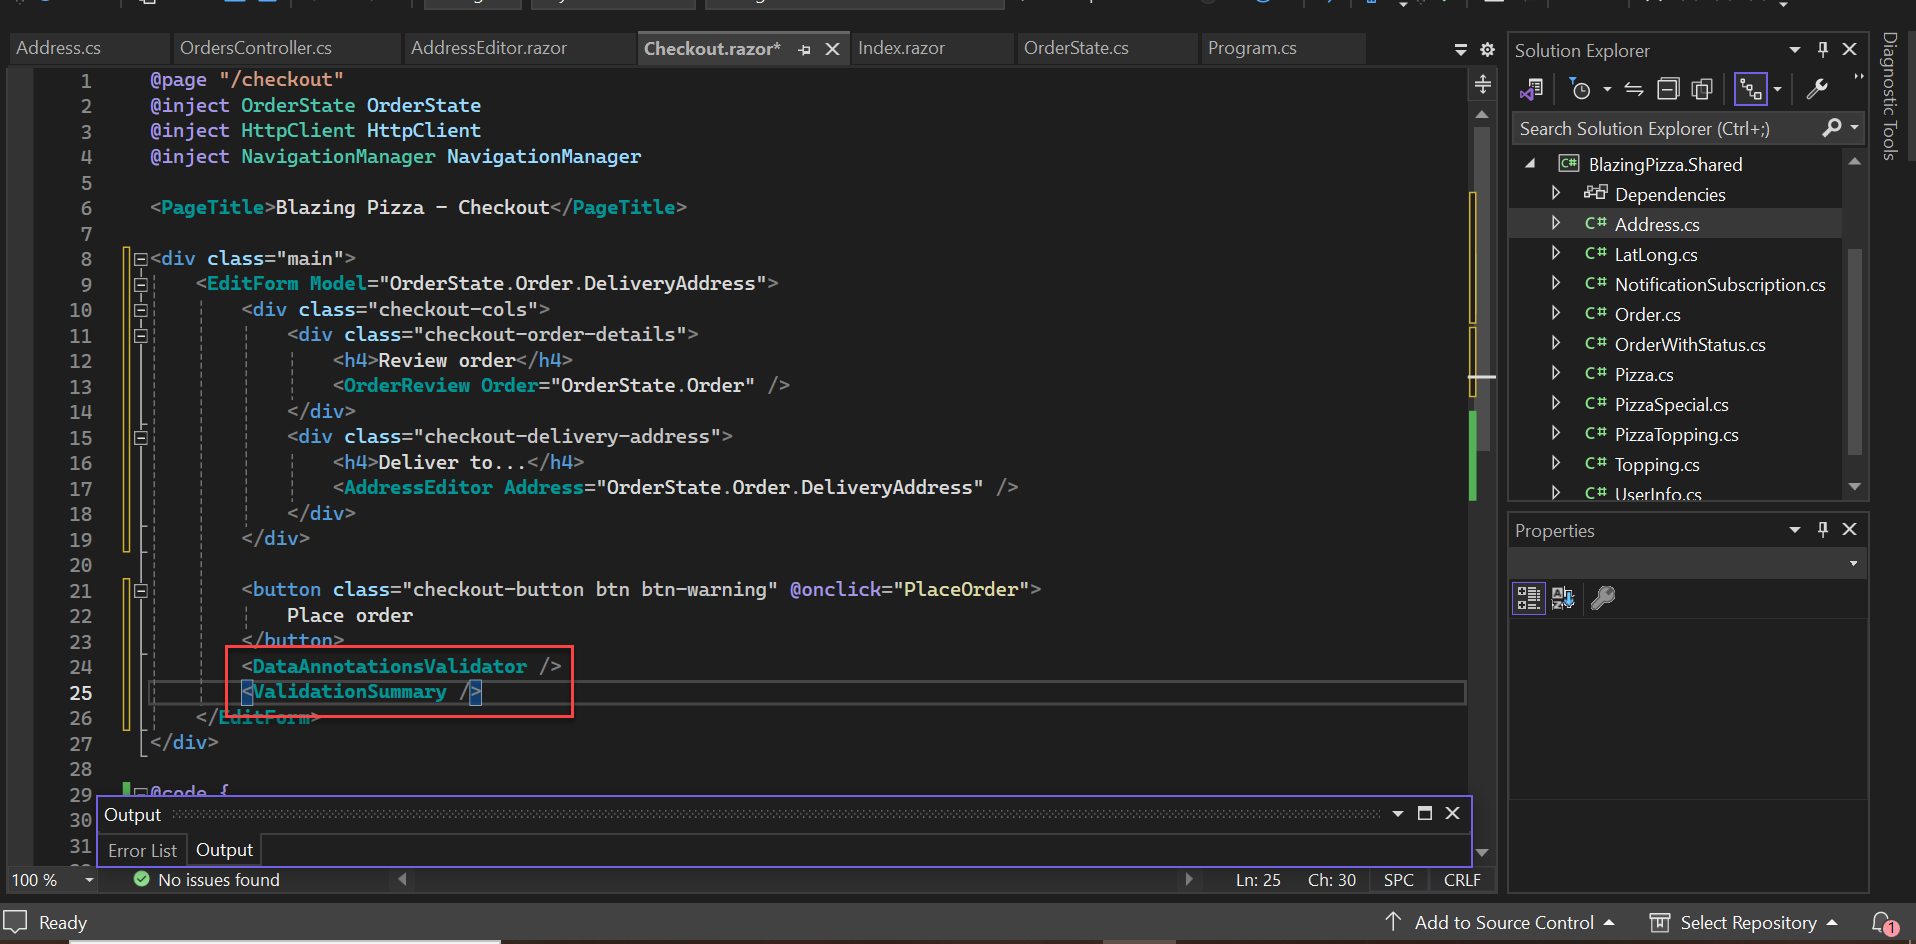 Address.cs OrdersController.cs AddressEditor.razor Checkout.razor* Index.razor OrderState.cs Program.cs
1 @page "/checkout"
2 @inject OrderState OrderState
3 @inject HttpClient HttpClient
4 @inject NavigationManager NavigationManager
5
6 <PageTitle>Blazing Pizza - Checkout</PageTitle>
7
8 <div class="main">
9 <EditForm Model="OrderState.Order.DeliveryAddress">
10 <div class="checkout-cols">
11 <div class="checkout-order-details">
12 <h4>Review order</h4>
13 <OrderReview Order="OrderState.Order" />
14 </div>
15 <div class="checkout-delivery-address">
16 <h4>Deliver to...</h4>
17 <AddressEditor Address="OrderState.Order.DeliveryAddress" />
18 </div>
19 </div>
20
21 <button class="checkout-button btn btn-warning" @onclick="PlaceOrder">
22 Place order
23 </button>
24 <DataAnnotationsValidator />
25 <ValidationSummary />
26 </EditForm>
27 </div>
28
29 @code {
30
31
Output
Error List Output
100 % No issues found Ln: 25 Ch: 30 SPC CRLF
Solution Explorer
Search Solution Explorer (Ctrl+;)
C# BlazingPizza.Shared
Dependencies
C# Address.cs
C# LatLong.cs
C# NotificationSubscription.cs
C# Order.cs
C# OrderWithStatus.cs
C# Pizza.cs
C# PizzaSpecial.cs
C# PizzaTopping.cs
C# Topping.cs
C# UserInfo.cs
Properties
Diagnostic Tools
Ready Add to Source Control Select Repository 1